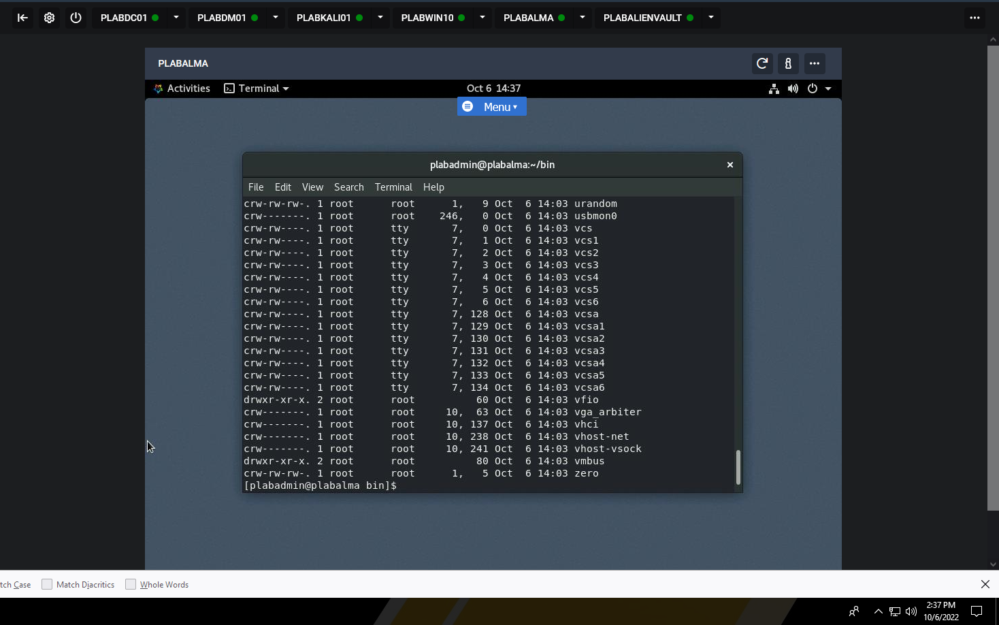 PLABDC01 PLABDM01 PLABKALI01 PLABWIN10 PLABALMA PLABALIENVAULT
PLABALMA
Activities Terminal Oct 6 14:37
Menu
plabadmin@plabalma:~/bin
File Edit View Search Terminal Help
crw-rw-rw-. 1 root      root      1,   9 Oct  6 14:03 urandom
crw-------. 1 root      root    246,   0 Oct  6 14:03 usbmon0
crw-rw----. 1 root      tty       7,   0 Oct  6 14:03 vcs
crw-rw----. 1 root      tty       7,   1 Oct  6 14:03 vcs1
crw-rw----. 1 root      tty       7,   2 Oct  6 14:03 vcs2
crw-rw----. 1 root      tty       7,   3 Oct  6 14:03 vcs3
crw-rw----. 1 root      tty       7,   4 Oct  6 14:03 vcs4
crw-rw----. 1 root      tty       7,   5 Oct  6 14:03 vcs5
crw-rw----. 1 root      tty       7,   6 Oct  6 14:03 vcs6
crw-rw----. 1 root      tty       7, 128 Oct  6 14:03 vcsa
crw-rw----. 1 root      tty       7, 129 Oct  6 14:03 vcsa1
crw-rw----. 1 root      tty       7, 130 Oct  6 14:03 vcsa2
crw-rw----. 1 root      tty       7, 131 Oct  6 14:03 vcsa3
crw-rw----. 1 root      tty       7, 132 Oct  6 14:03 vcsa4
crw-rw----. 1 root      tty       7, 133 Oct  6 14:03 vcsa5
crw-rw----. 1 root      tty       7, 134 Oct  6 14:03 vcsa6
drwxr-xr-x. 2 root      root          60 Oct  6 14:03 vfio
crw-------. 1 root      root     10,  63 Oct  6 14:03 vga_arbiter
crw-------. 1 root      root     10, 137 Oct  6 14:03 vhci
crw-------. 1 root      root     10, 238 Oct  6 14:03 vhost-net
crw-------. 1 root      root     10, 241 Oct  6 14:03 vhost-vsock
drwxr-xr-x. 2 root      root          80 Oct  6 14:03 vmbus
crw-rw-rw-. 1 root      root      1,   5 Oct  6 14:03 zero
[plabadmin@plabalma bin]$
tch Case Match Diacritics Whole Words
2:37 PM
10/6/2022